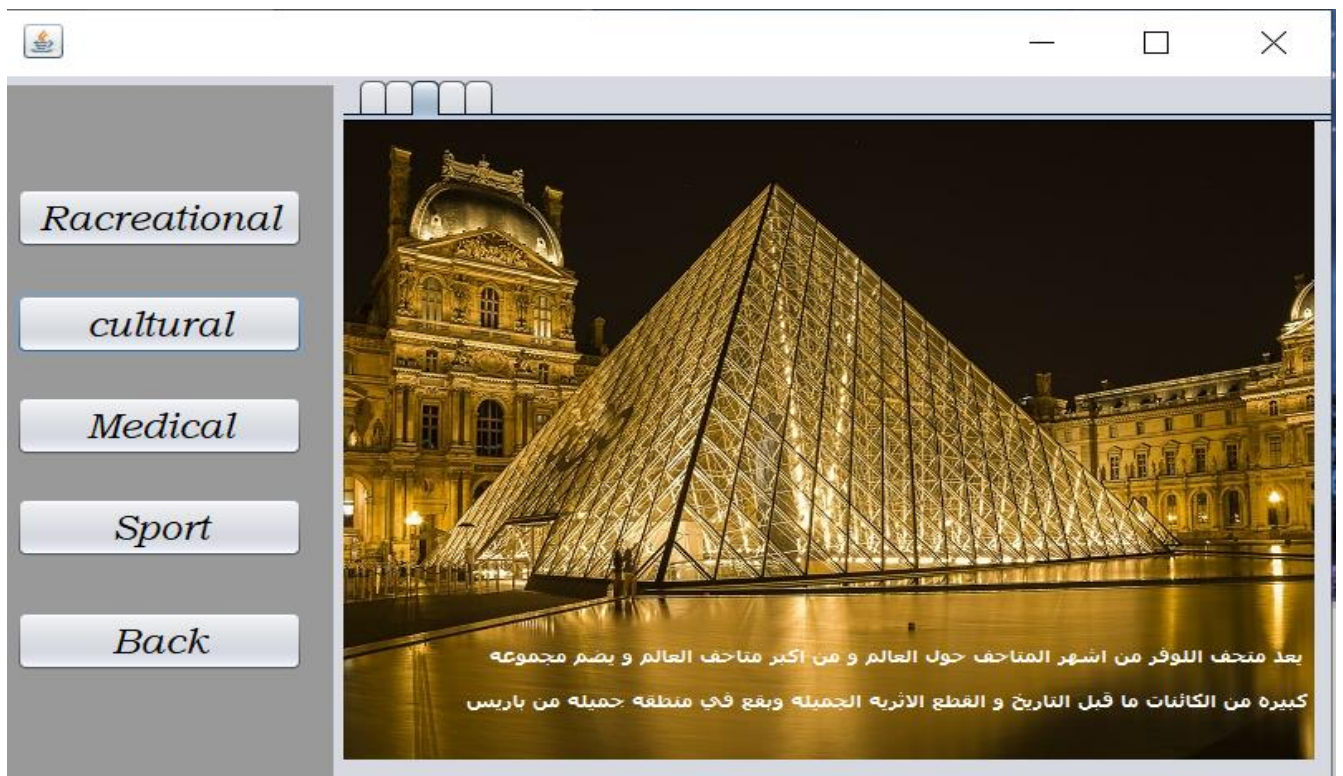 Racreational
cultural
Medical
Sport
Back
يعد متحف اللوفر من اشهر المتاحف حول العالم و من اكبر متاحف العالم و يضم مجموعه
كبيره من الكائنات ما قبل التاريخ و القطع الاثريه الجميله ويقع في منطقه جميله من باريس